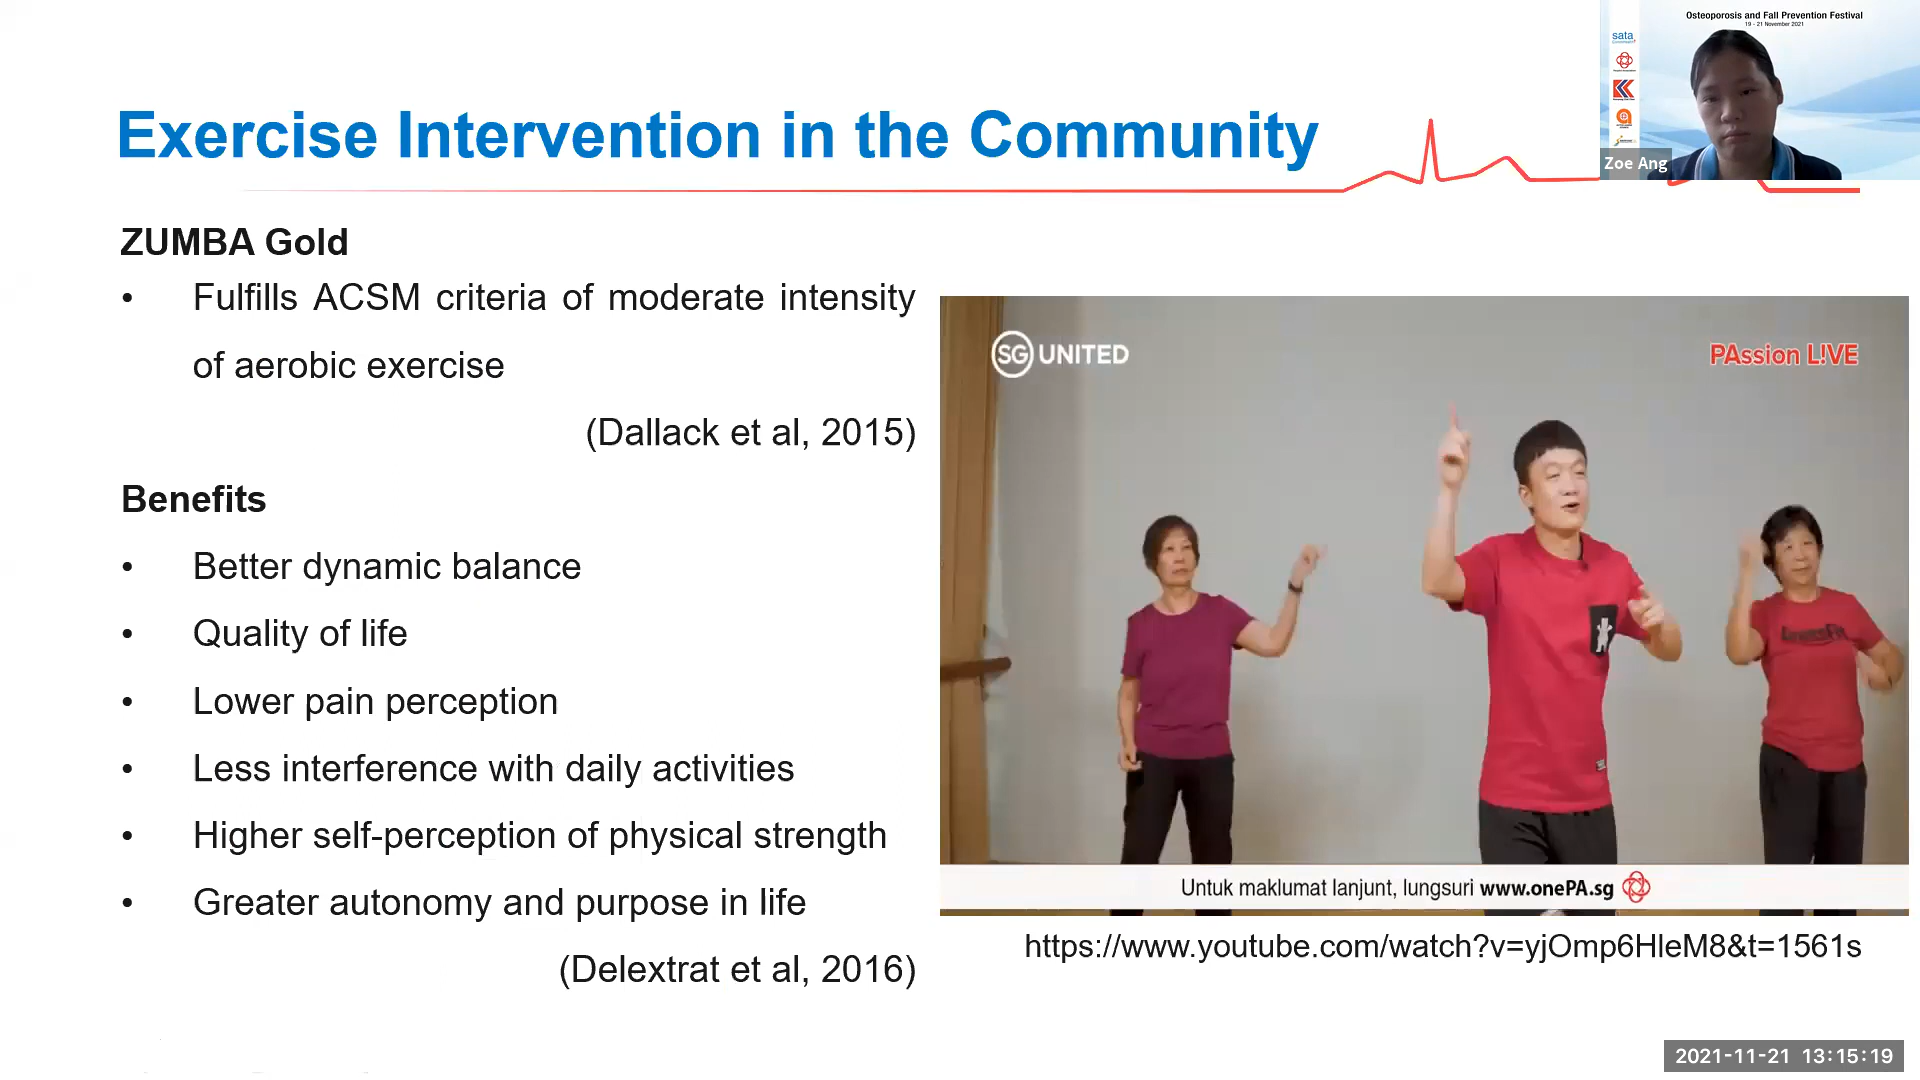 Osteoporosis and Fall Prevention Festival
19 - 21 November 2021
sata
Zoe Ang
Exercise Intervention in the Community
ZUMBA Gold
• Fulfills ACSM criteria of moderate intensity
of aerobic exercise
(Dallack et al, 2015)
Benefits
• Better dynamic balance
• Quality of life
• Lower pain perception
• Less interference with daily activities
• Higher self-perception of physical strength
• Greater autonomy and purpose in life
(Delextrat et al, 2016)
SG UNITED
PAssion L!VE
Untuk maklumat lanjunt, lungsuri www.onePA.sg
https://www.youtube.com/watch?v=yjOmp6HleM8&t=1561s
2021-11-21 13:15:19